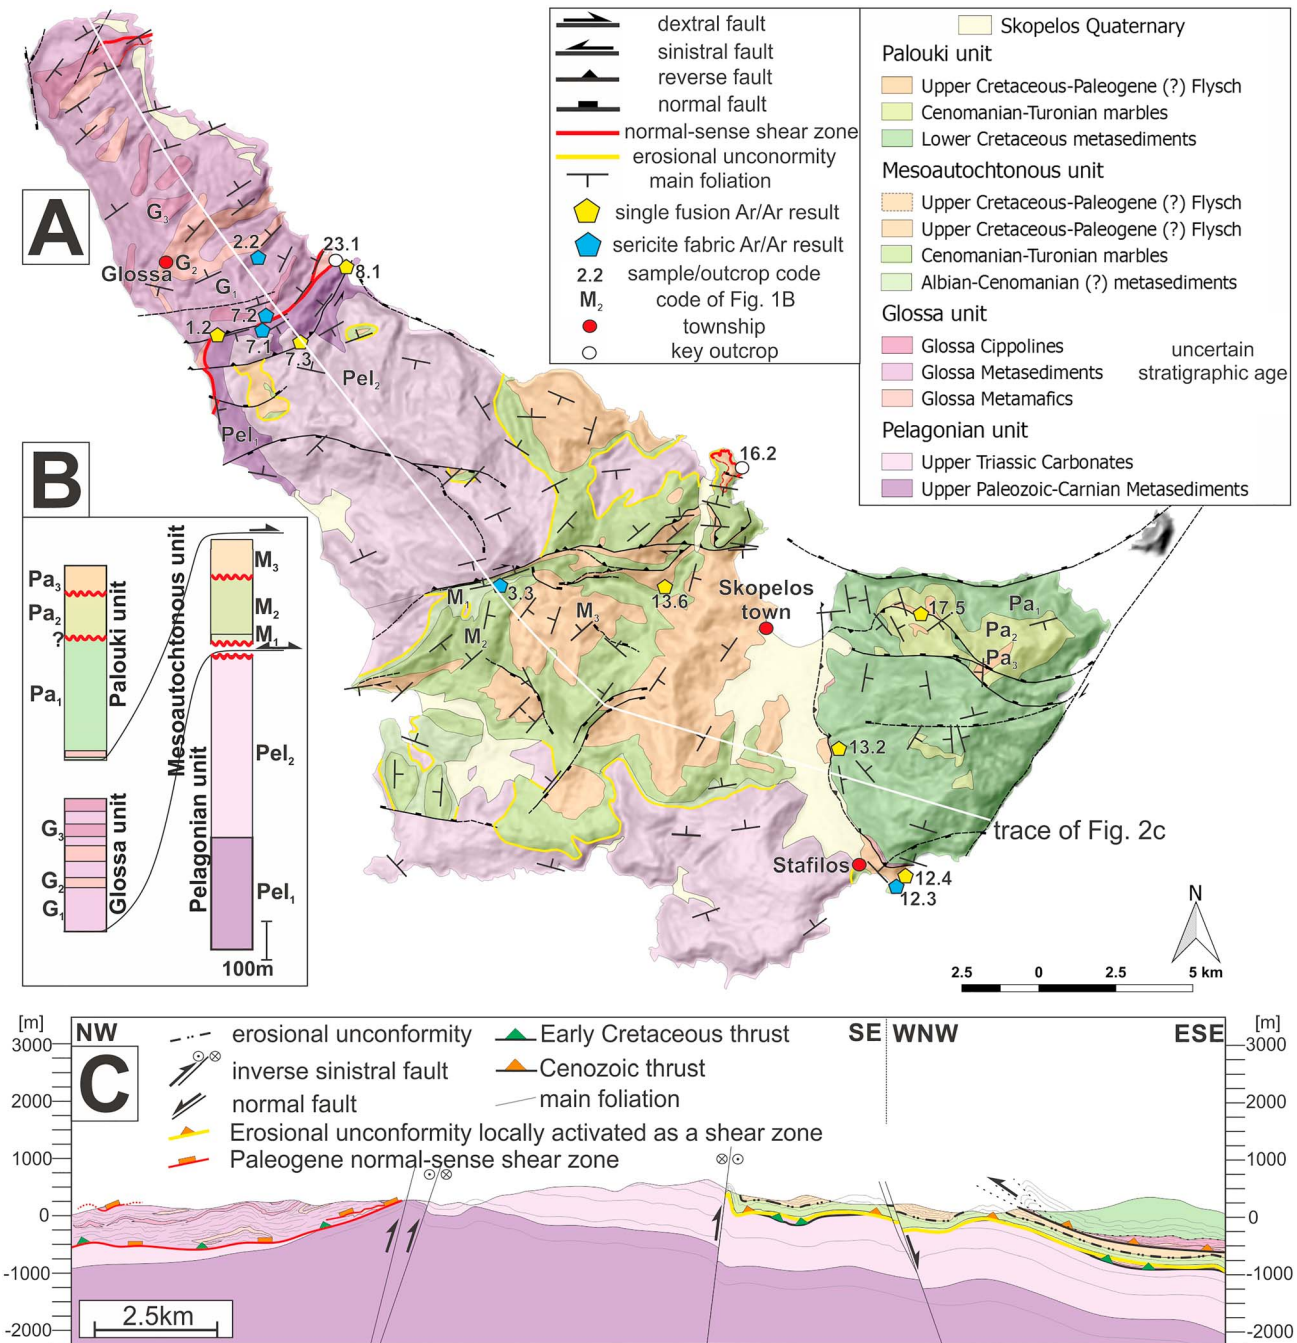 A
dextral fault
sinistral fault
reverse fault
normal fault
normal-sense shear zone
erosional unconormity
main foliation
single fusion Ar/Ar result
sericite fabric Ar/Ar result
2.2 sample/outcrop code
M2 code of Fig. 1B
township
key outcrop
Skopelos Quaternary
Palouki unit
Upper Cretaceous-Paleogene (?) Flysch
Cenomanian-Turonian marbles
Lower Cretaceous metasediments
Mesoautochtonous unit
Upper Cretaceous-Paleogene (?) Flysch
Upper Cretaceous-Paleogene (?) Flysch
Cenomanian-Turonian marbles
Albian-Cenomanian (?) metasediments
Glossa unit
Glossa Cippolines
Glossa Metasediments
Glossa Metamafics
uncertain
stratigraphic age
Pelagonian unit
Upper Triassic Carbonates
Upper Paleozoic-Carnian Metasediments
G3
2.2
23.1
Glossa
G2
8.1
G1
7.2
1.2
7.1
7.3
Pel2
Pel1
16.2
3.3
M1
M2
M3
13.6
Skopelos
town
17.5
Pa1
Pa2
Pa3
13.2
trace of Fig. 2c
Stafilos
12.4
12.3
N
2.5 0 2.5 5 km
B
Pa3
Pa2
?
Pa1
Palouki unit
Mesoautochtonous unit
M3
M2
M1
G3
G2
G1
Glossa unit
Pelagonian unit
Pel2
Pel1
100m
C
[m]
NW
SE
WNW
ESE
[m]
3000
2000
1000
0
-1000
-2000
3000
2000
1000
0
-1000
-2000
erosional unconformity
inverse sinistral fault
normal fault
Early Cretaceous thrust
Cenozoic thrust
main foliation
Erosional unconformity locally activated as a shear zone
Paleogene normal-sense shear zone
2.5km